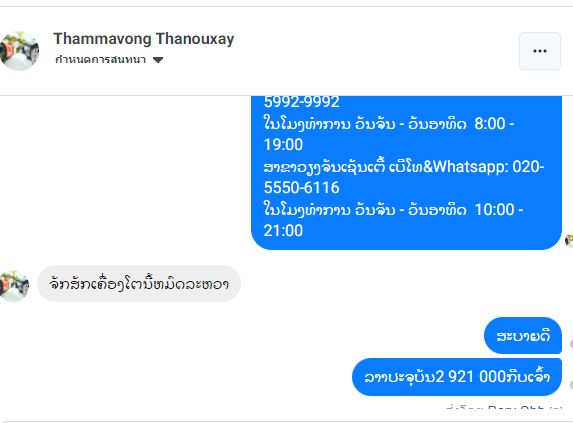 Thammavong Thanouxay
กำหนดการสนทนา
5992-9992
ໃນໂມງທຳການ ວັນຈັນ - ວັນອາທິດ 8:00 -
19:00
ສາຂາວຽງຈັນເຊັນເຕີ້ ເບີໂທ&Whatsapp: 020-
5550-6116
ໃນໂມງທຳການ ວັນຈັນ - ວັນອາທິດ 10:00 -
21:00
ຈັກສັກເຄື່ອງໂຕນີ້ຫມົດລະຫວາ
ສະບາຍດີ
ລາາປະຈຸບັນ2 921 000ກີບເຈົ້າ